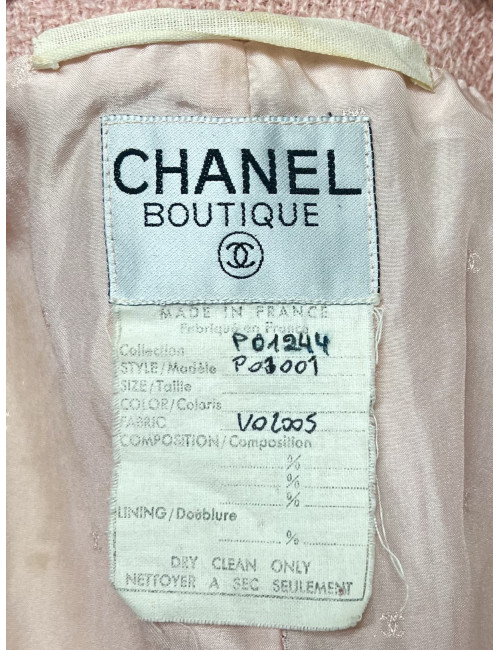 CHANEL
BOUTIQUE
MADE IN FRANCE
Fabriqué en France
Collection P01244
STYLE/Modèle P03001
SIZE/Taille
COLOR/Coloris
FABRIC V02005
COMPOSITION/Composition
%
%
%
LINING/Doublure
%
DRY CLEAN ONLY
NETTOYER A SEC SEULEMENT